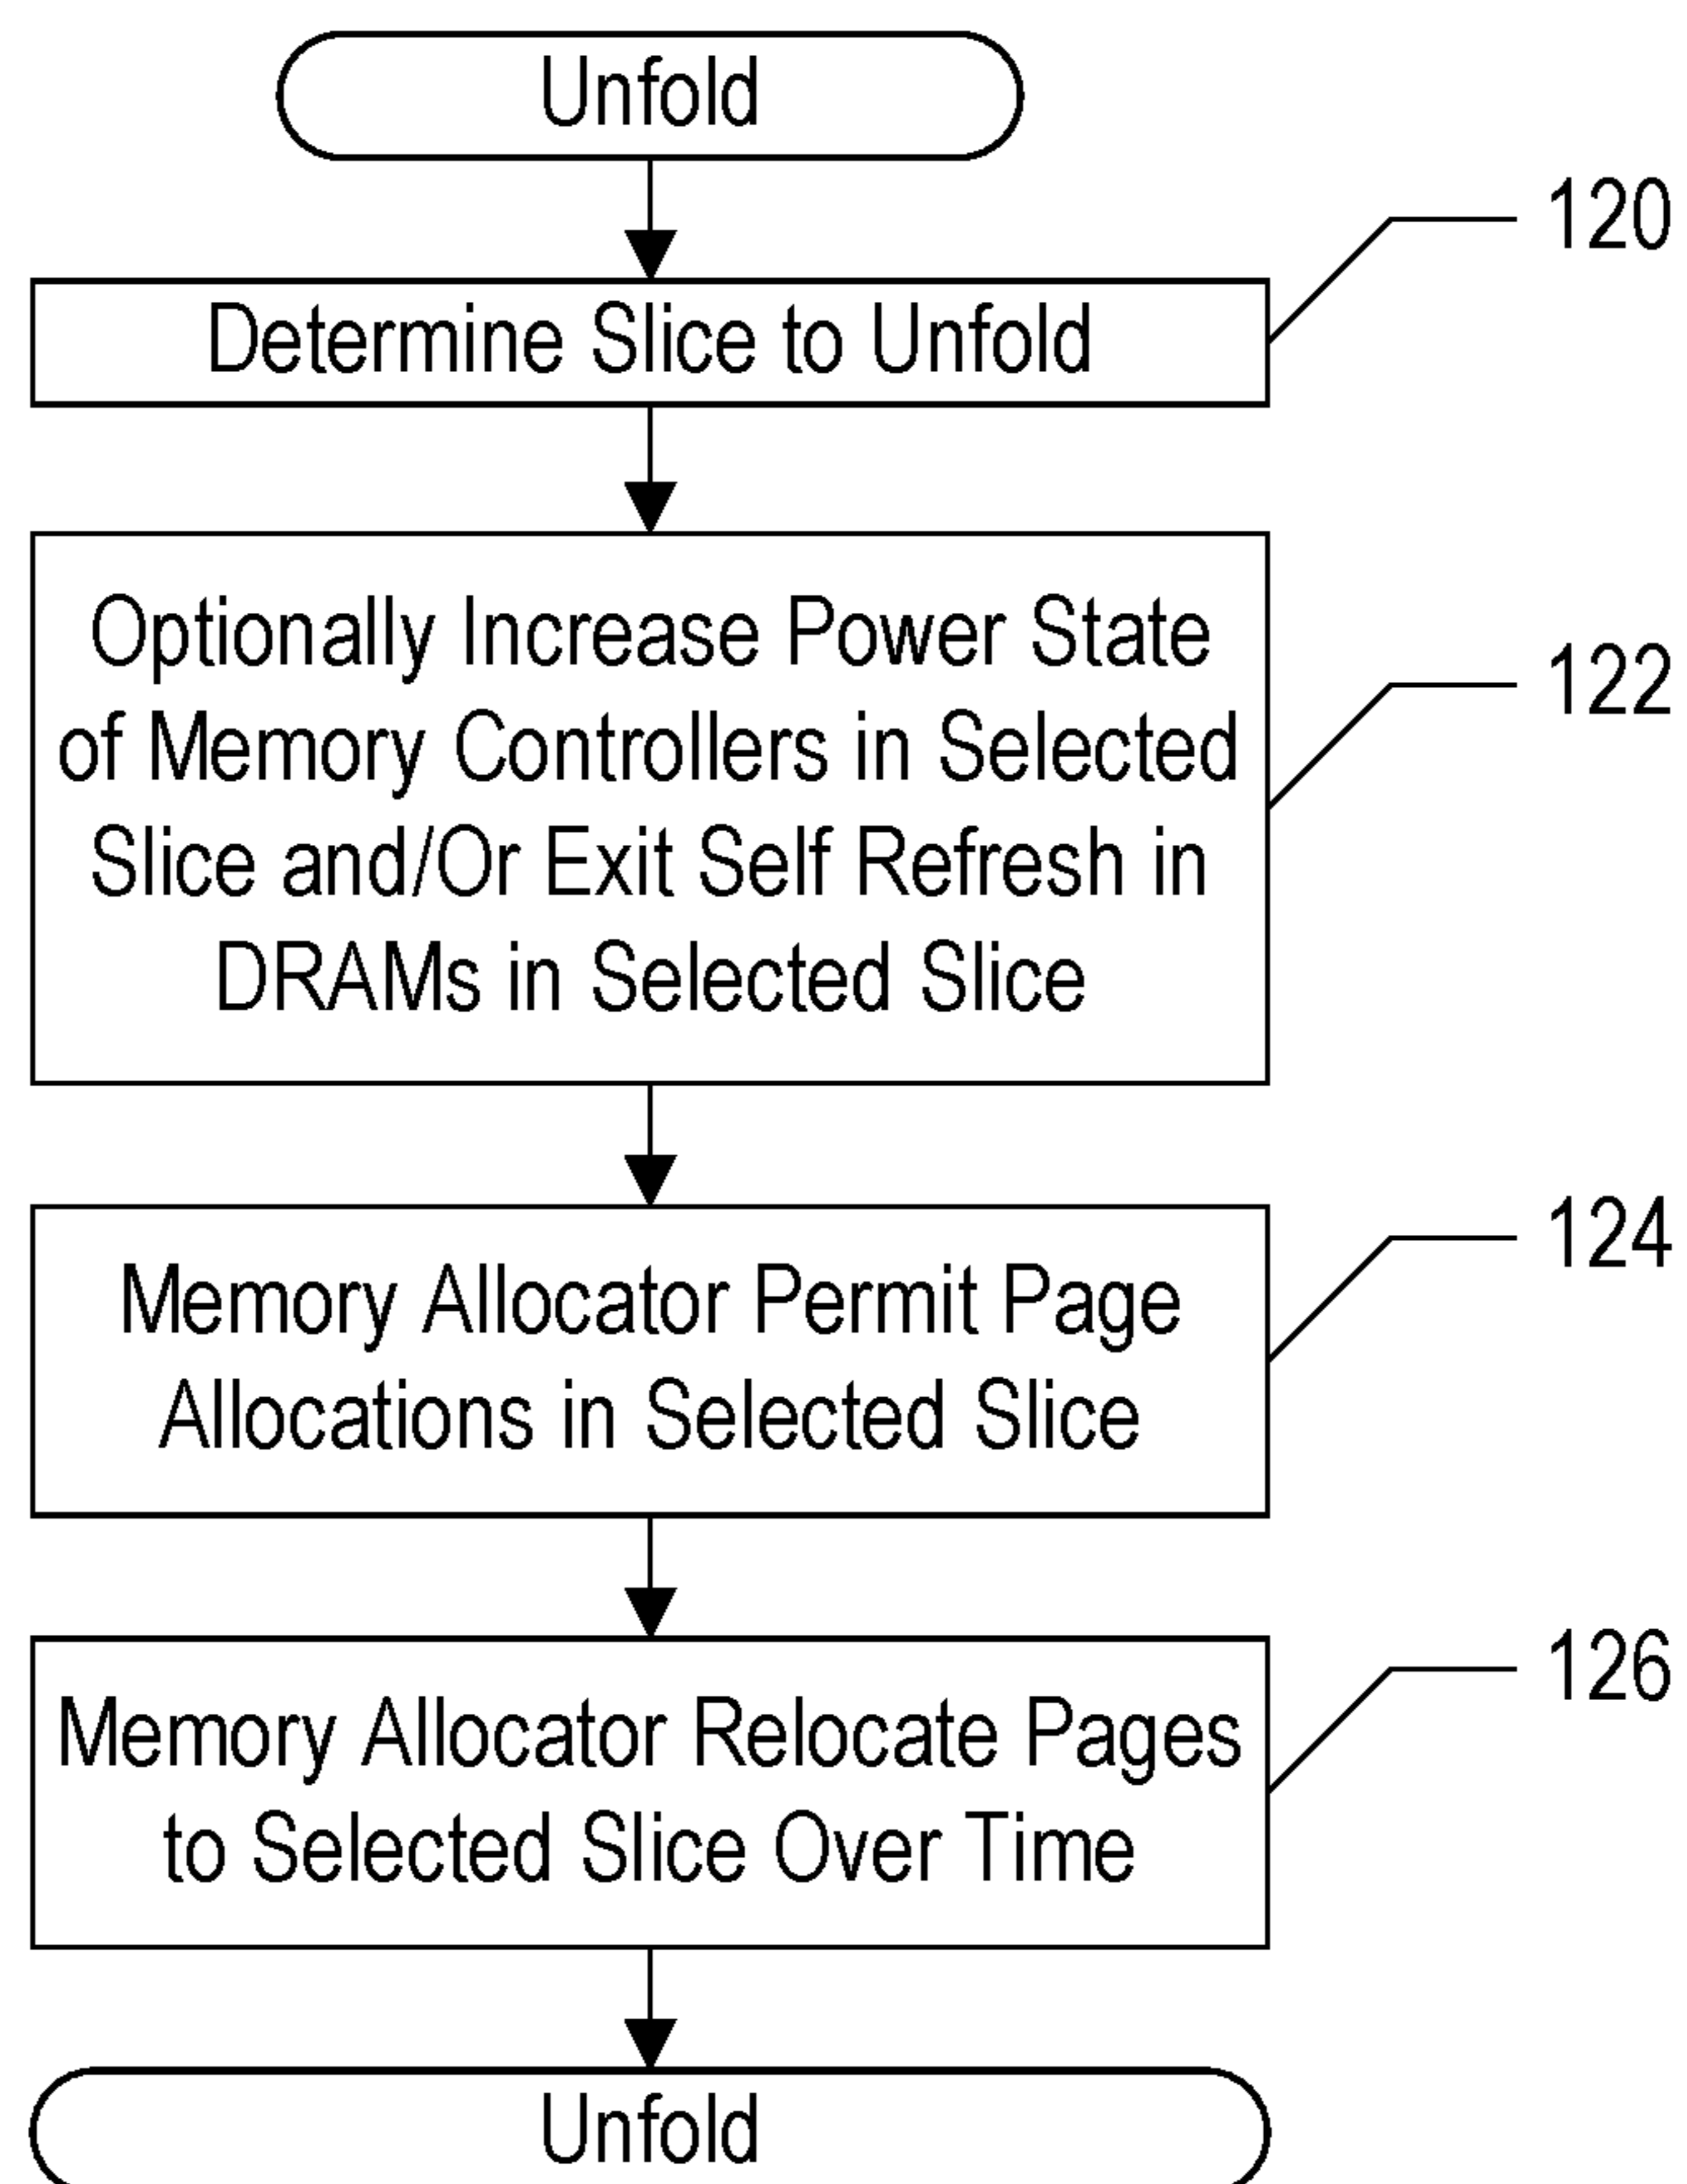 Unfold
120
Determine Slice to Unfold
Optionally Increase Power State
of Memory Controllers in Selected
Slice and/Or Exit Self Refresh in
DRAMs in Selected Slice
122
Memory Allocator Permit Page
Allocations in Selected Slice
124
Memory Allocator Relocate Pages
to Selected Slice Over Time
126
Unfold